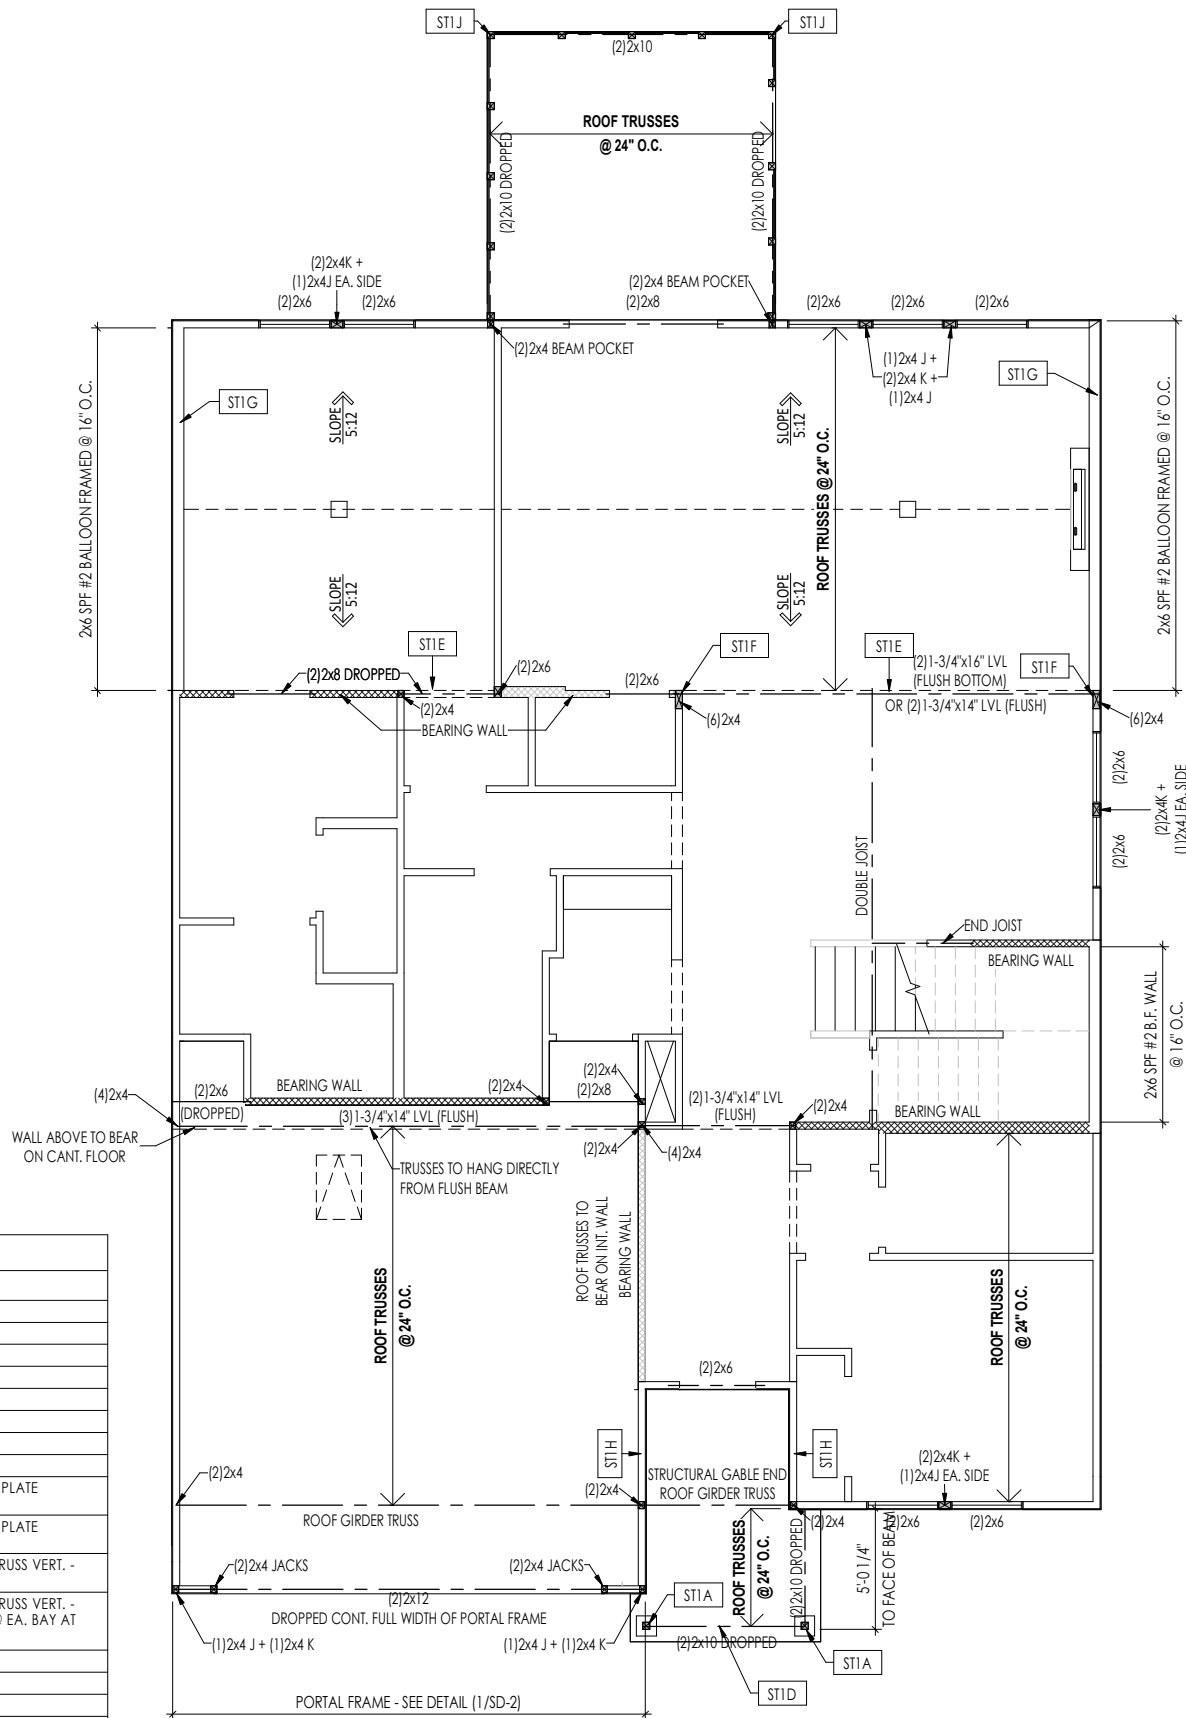 ST1J
ST1J
(2)2x10
ROOF TRUSSES
@ 24" O.C.
(2)2x10 DROPPED
(2)2x10 DROPPED
(2)2x4K +
(1)2x4J EA. SIDE
(2)2x6
(2)2x6
(2)2x4 BEAM POCKET
(2)2x8
(2)2x6
(2)2x6
(2)2x6
(2)2x4 BEAM POCKET
(1)2x4 J +
(2)2x4 K +
(1)2x4 J
ST1G
ST1G
2x6 SPF #2 BALLOON FRAMED @ 16" O.C.
2x6 SPF #2 BALLOON FRAMED @ 16" O.C.
SLOPE
5:12
SLOPE
5:12
ROOF TRUSSES @ 24" O.C.
SLOPE
5:12
SLOPE
5:12
ST1E
ST1F
ST1E
ST1F
(2)2x8 DROPPED
(2)2x6
(2)2x6
(2)1-3/4"x16" LVL
(FLUSH BOTTOM)
OR (2)1-3/4"x14" LVL (FLUSH)
(2)2x4
BEARING WALL
(6)2x4
(6)2x4
(2)2x6
(2)2x4K +
(1)2x4J EA. SIDE
(2)2x6
DOUBLE JOIST
END JOIST
BEARING WALL
2x6 SPF #2 B.F. WALL
@ 16" O.C.
(4)2x4
(2)2x6
(DROPPED)
BEARING WALL
(2)2x4
(2)2x4
(2)2x8
(2)1-3/4"x14" LVL
(FLUSH)
(2)2x4
BEARING WALL
(3)1-3/4"x14" LVL (FLUSH)
WALL ABOVE TO BEAR
ON CANT. FLOOR
(2)2x4
(4)2x4
TRUSSES TO HANG DIRECTLY
FROM FLUSH BEAM
ROOF TRUSSES TO
BEAR ON INT. WALL
BEARING WALL
ROOF TRUSSES
@ 24" O.C.
ROOF TRUSSES
@ 24" O.C.
(2)2x6
ST1H
ST1H
(2)2x4K +
(1)2x4J EA. SIDE
(2)2x4
(2)2x4
STRUCTURAL GABLE END
ROOF GIRDER TRUSS
ROOF GIRDER TRUSS
(2)2x4
(2)2x6
(2)2x6
ROOF TRUSSES
@ 24" O.C.
(2)2x10 DROPPED
5'-0 1/4"
TO FACE OF BEAM
(2)2x4 JACKS
(2)2x4 JACKS
(2)2x12
DROPPED CONT. FULL WIDTH OF PORTAL FRAME
(1)2x4 J + (1)2x4 K
(1)2x4 J + (1)2x4 K
ST1A
(2)2x10 DROPPED
ST1A
ST1D
PORTAL FRAME - SEE DETAIL (1/SD-2)
PLATE
PLATE
RUSS VERT. -
RUSS VERT. -
EA. BAY AT